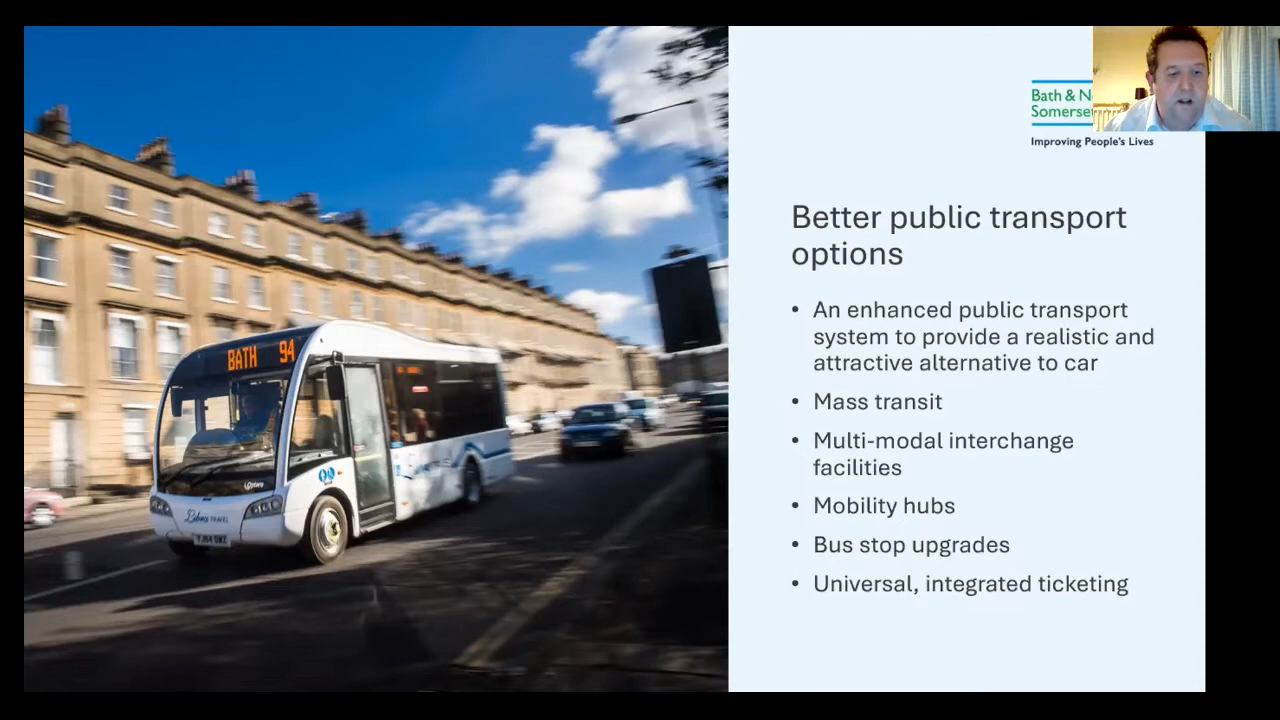 BATH 94
Libra TRAVEL
Bath & N
Somerse
Improving People's Lives
Better public transport
options
• An enhanced public transport
system to provide a realistic and
attractive alternative to car
• Mass transit
• Multi-modal interchange
facilities
• Mobility hubs
• Bus stop upgrades
• Universal, integrated ticketing